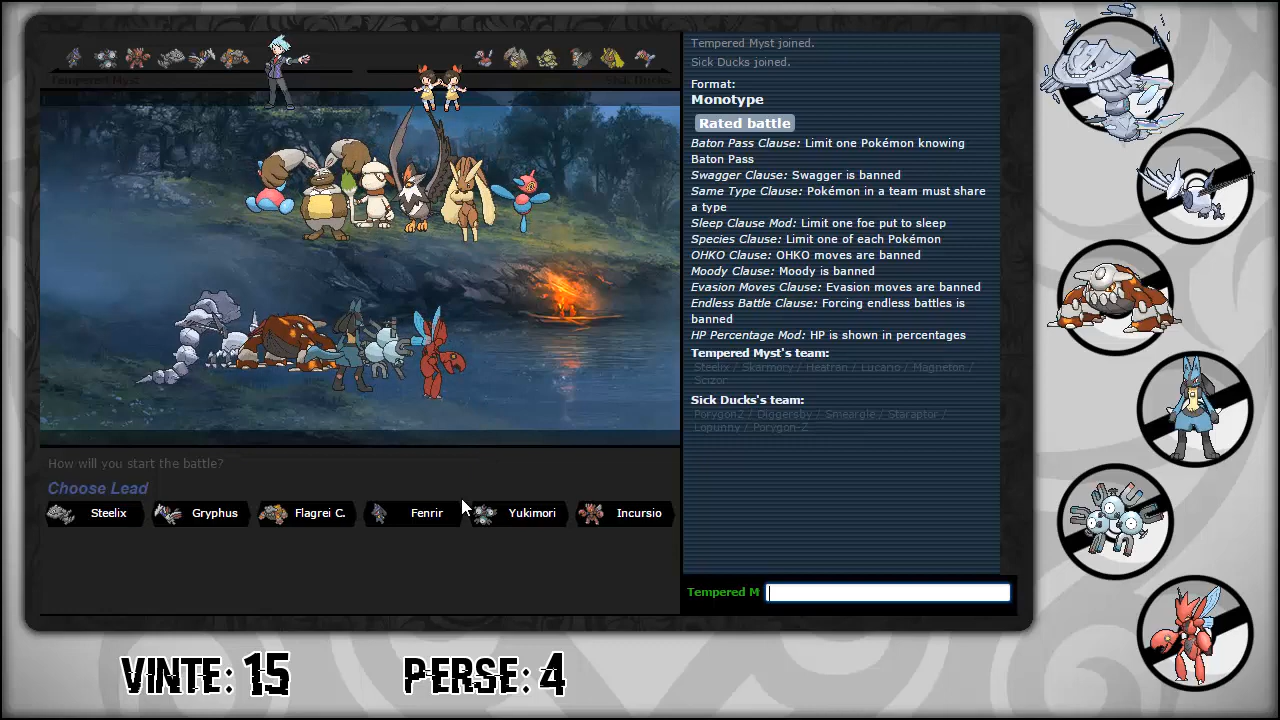 Tempered Myst
Sick Ducks
Tempered Myst joined.
Sick Ducks joined.
Format:
Monotype
Rated battle
Baton Pass Clause: Limit one Pokémon knowing
Baton Pass
Swagger Clause: Swagger is banned
Same Type Clause: Pokémon in a team must share
a type
Sleep Clause Mod: Limit one foe put to sleep
Species Clause: Limit one of each Pokémon
OHKO Clause: OHKO moves are banned
Moody Clause: Moody is banned
Evasion Moves Clause: Evasion moves are banned
Endless Battle Clause: Forcing endless battles is
banned
HP Percentage Mod: HP is shown in percentages
Tempered Myst's team:
Steelix / Skarmory / Heatran / Lucario / Magneton /
Scizor
Sick Ducks's team:
Porygon2 / Diggersby / Smeargle / Staraptor /
Lopunny / Porygon-Z
How will you start the battle?
Choose Lead
Steelix Gryphus Flagrei C. Fenrir Yukimori Incursio
Tempered M
VINTE: 15 PERSE: 4